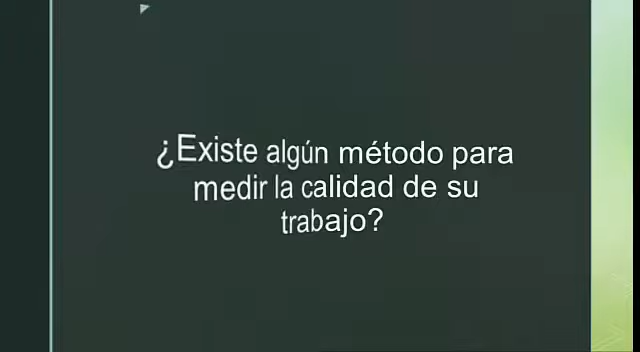 ¿Existe algún método para
medir la calidad de su
trabajo?